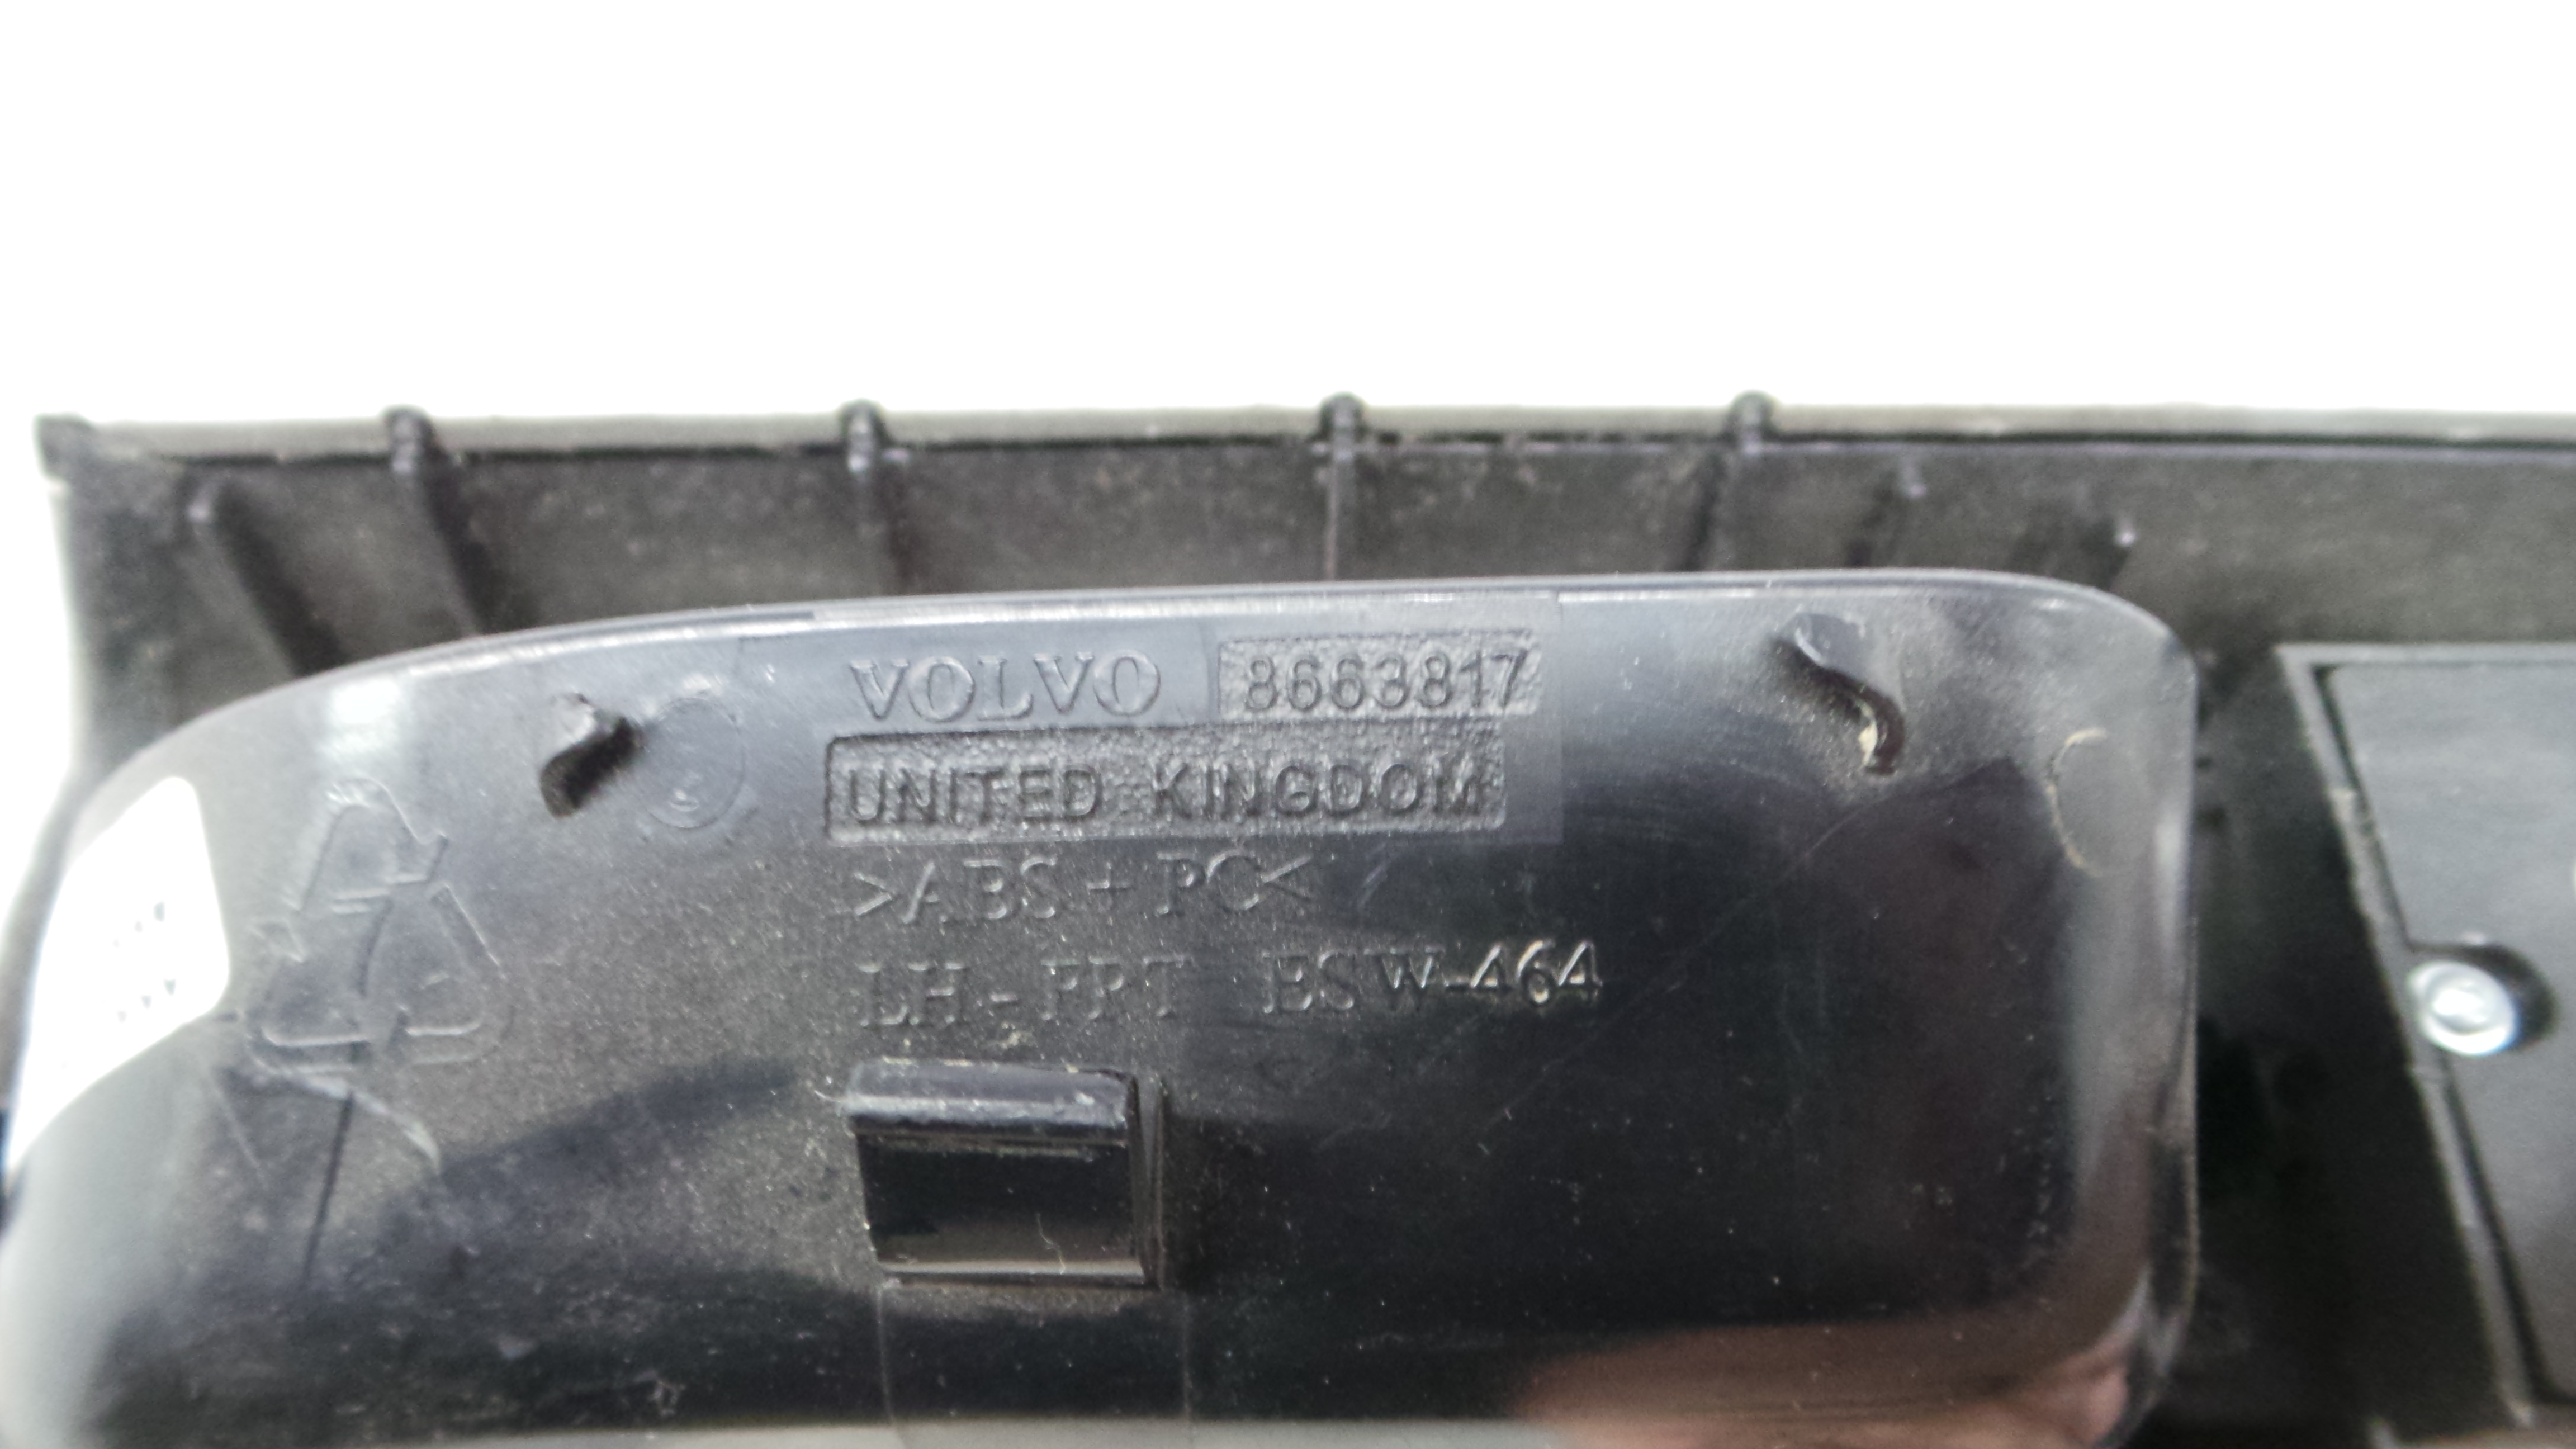 VOLVO 8663817
UNITED KINGDOM
>ABS + PC<
LH - FRT ESW-464